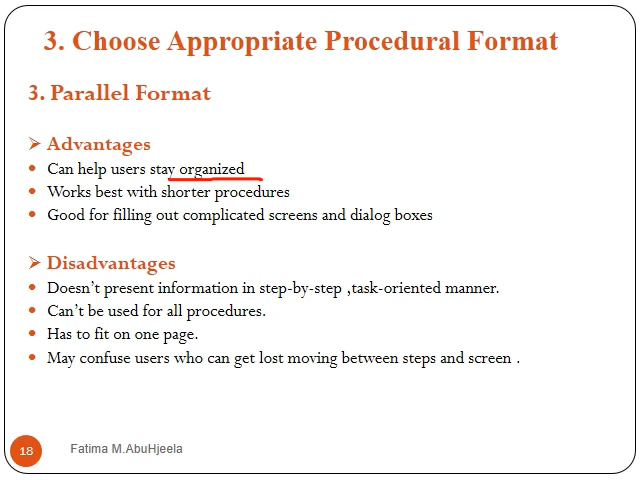 3. Choose Appropriate Procedural Format
3. Parallel Format
➢ Advantages
• Can help users stay organized
• Works best with shorter procedures
• Good for filling out complicated screens and dialog boxes
➢ Disadvantages
• Doesn't present information in step-by-step ,task-oriented manner.
• Can't be used for all procedures.
• Has to fit on one page.
• May confuse users who can get lost moving between steps and screen .
18 Fatima M.AbuHjeela